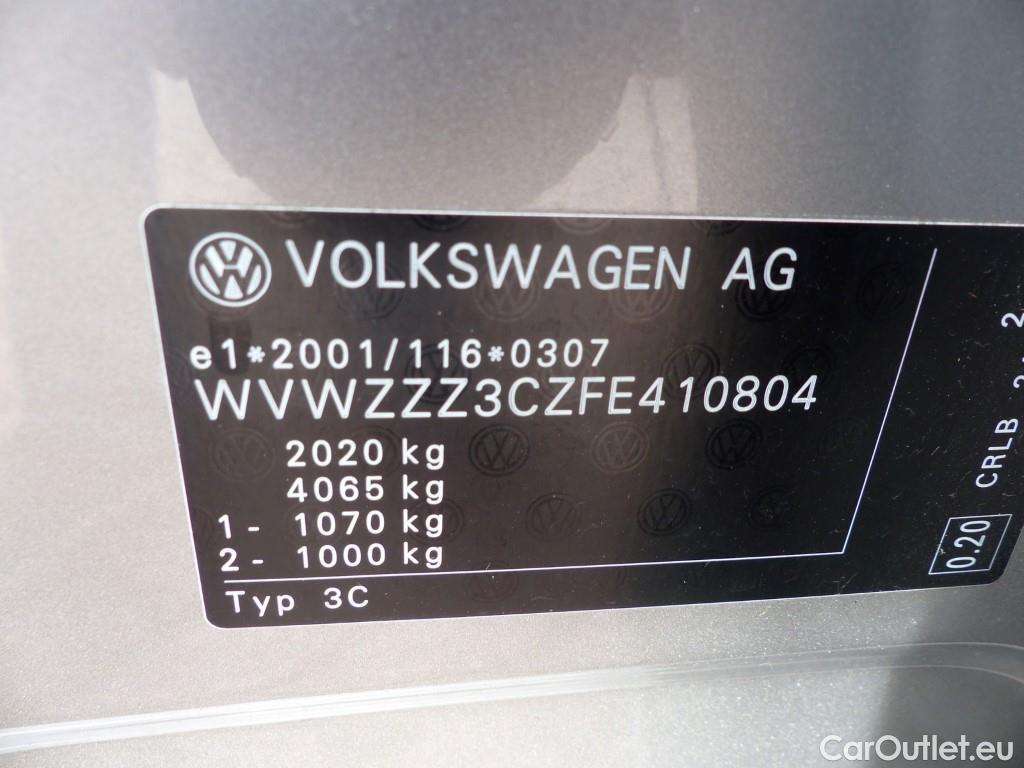 VOLKSWAGEN AG
e1*2001/116*0307
WVWZZZ3CZFE410804
2020 kg
4065 kg
1- 1070 kg
2- 1000 kg
Typ 3C
CRLB
0.20
CarOutlet.eu